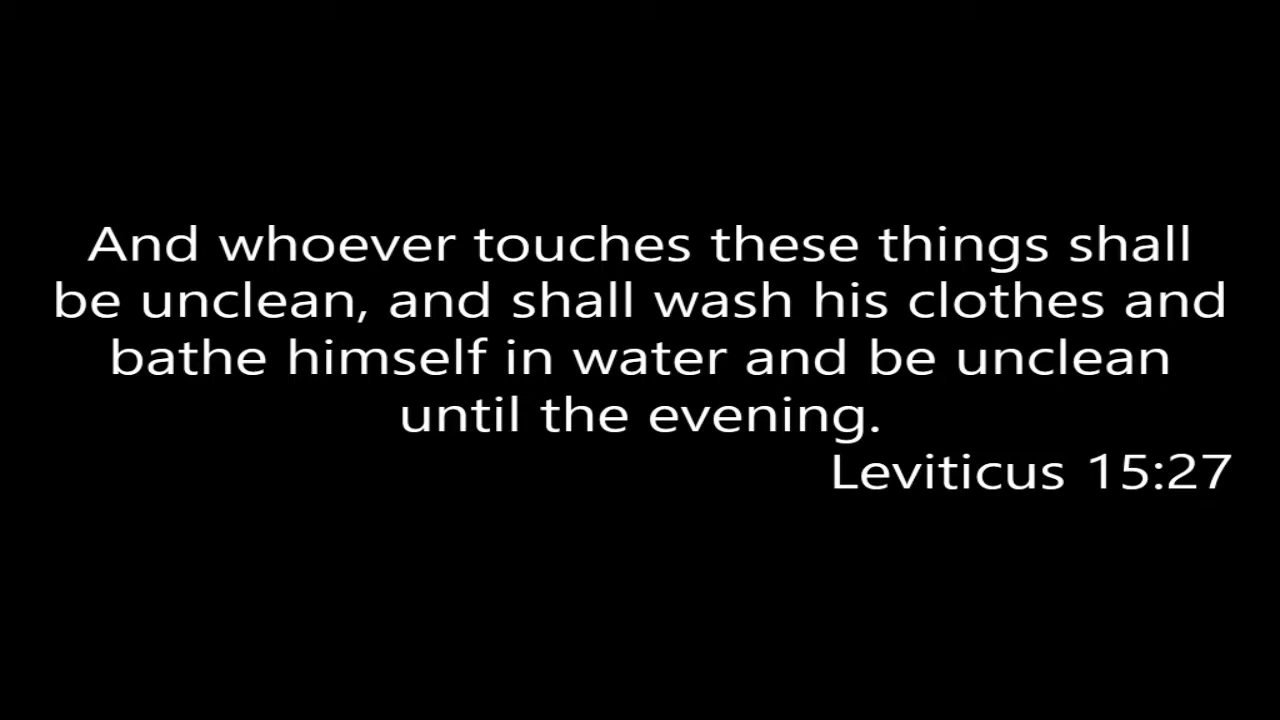 And whoever touches these things shall
be unclean, and shall wash his clothes and
bathe himself in water and be unclean
until the evening.
Leviticus 15:27